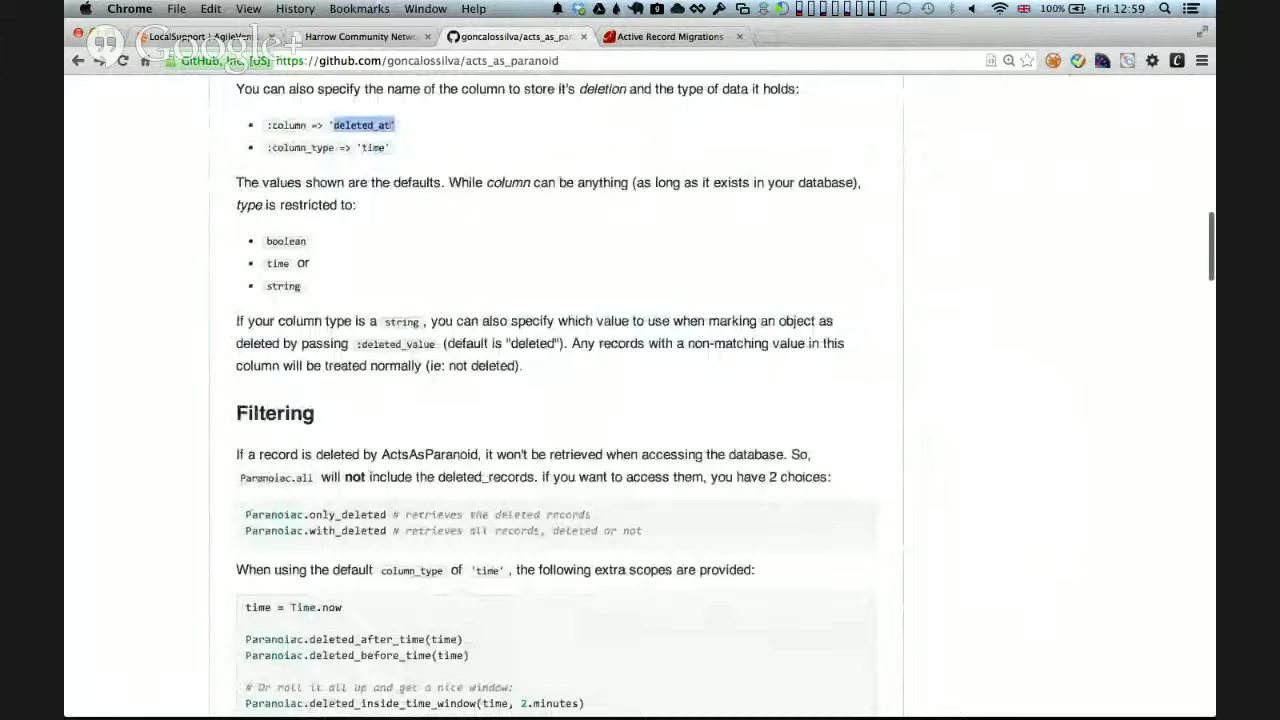 Chrome File Edit View History Bookmarks Window Help 100% Fri 12:59
Google+
LocalSupport | AgileVen Harrow Community Netw goncalossilva/acts_as_par Active Record Migrations
GitHub, Inc. [US] https://github.com/goncalossilva/acts_as_paranoid
You can also specify the name of the column to store it's deletion and the type of data it holds:
• :column => 'deleted_at'
• :column_type => 'time'
The values shown are the defaults. While column can be anything (as long as it exists in your database),
type is restricted to:
• boolean
• time or
• string
If your column type is a string, you can also specify which value to use when marking an object as
deleted by passing :deleted_value (default is "deleted"). Any records with a non-matching value in this
column will be treated normally (ie: not deleted).
Filtering
If a record is deleted by ActsAsParanoid, it won't be retrieved when accessing the database. So,
Paranoiac.all will not include the deleted_records. if you want to access them, you have 2 choices:
Paranoiac.only_deleted # retrieves the deleted records
Paranoiac.with_deleted # retrieves all records, deleted or not
When using the default column_type of 'time', the following extra scopes are provided:
time = Time.now
Paranoiac.deleted_after_time(time)
Paranoiac.deleted_before_time(time)
# Or roll it all up and get a nice window:
Paranoiac.deleted_inside_time_window(time, 2.minutes)